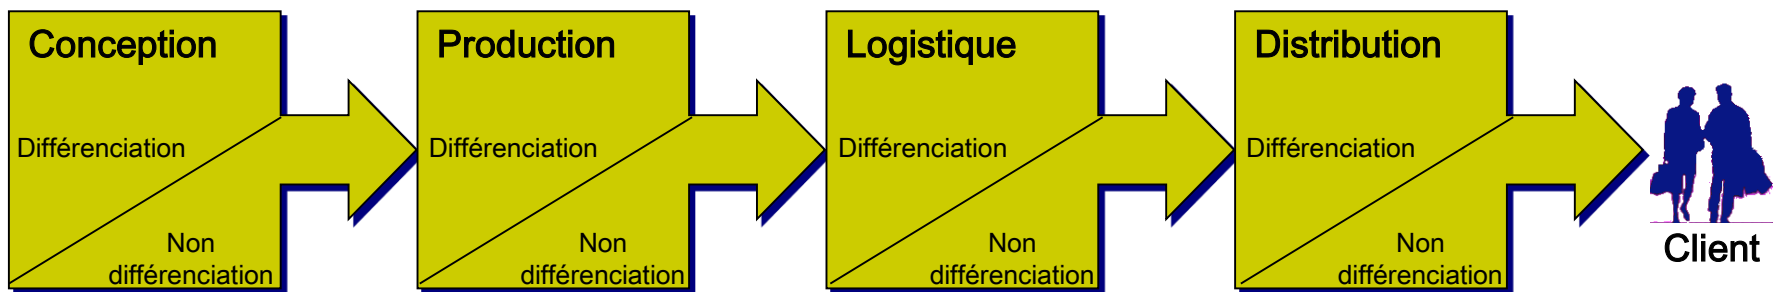 Conception
Différenciation
Non
différenciation
Production
Différenciation
Non
différenciation
Logistique
Différenciation
Non
différenciation
Distribution
Différenciation
Non
différenciation
Client